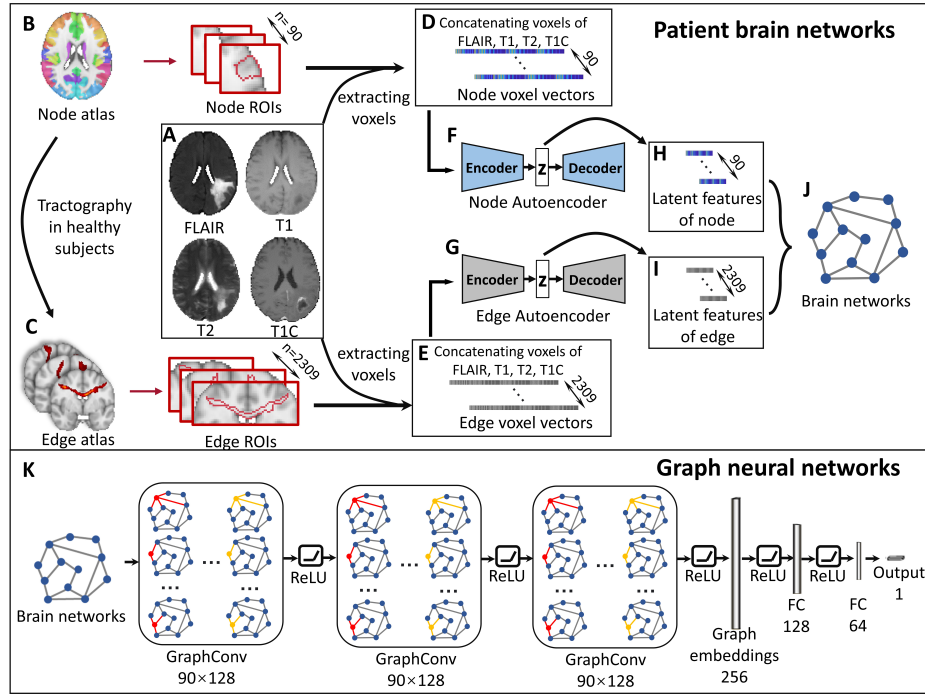 Patient brain networks
B
Node atlas
n= 90
Node ROIs
extracting
voxels
D
Concatenating voxels of
FLAIR, T1, T2, T1C
90
Node voxel vectors
A
FLAIR
T1
T2
T1C
Tractography
in healthy
subjects
F
Encoder
z
Decoder
Node Autoencoder
H
90
Latent features
of node
G
Encoder
z
Decoder
Edge Autoencoder
I
2309
Latent features
of edge
J
Brain networks
C
Edge atlas
n=2309
Edge ROIs
extracting
voxels
E
Concatenating voxels of
FLAIR, T1, T2, T1C
2309
Edge voxel vectors
K
Graph neural networks
Brain networks
GraphConv
90×128
ReLU
GraphConv
90×128
ReLU
GraphConv
90×128
ReLU
Graph
embeddings
256
ReLU
FC
128
ReLU
FC
64
Output
1